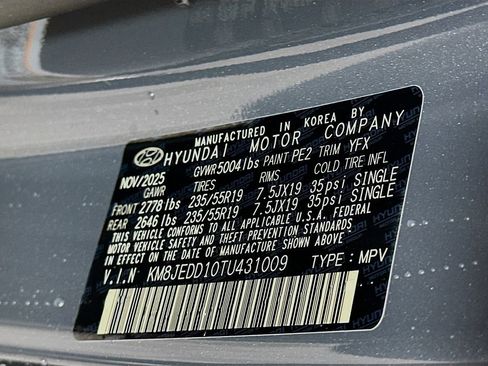 MANUFACTURED IN KOREA BY
HYUNDAI MOTOR COMPANY
NOV/2025 GVWR 5004 lbs PAINT PE2 TRIM YFX
GAWR TIRES RIMS COLD TIRE INFL
FRONT 2778 lbs 235/55R19 7.5JX19 35psi SINGLE
REAR 2646 lbs 235/55R19 7.5JX19 35psi SINGLE
THIS VEHICLE CONFORMS TO ALL APPLICABLE U.S.A. FEDERAL
MOTOR VEHICLE SAFETY AND THEFT PREVENTION STANDARDS
IN EFFECT ON THE DATE OF MANUFACTURE SHOWN ABOVE
V.I.N KM8JEDD10TU431009 TYPE : MPV